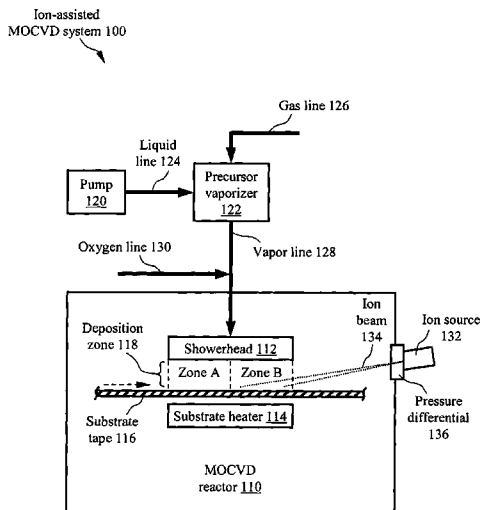 Ion-assisted
MOCVD system 100
Gas line 126
Liquid
line 124
Precursor
vaporizer
122
Pump
120
Oxygen line 130
Vapor line 128
Ion
beam
134
Ion source
132
Deposition
zone 118
Showerhead 112
Zone A
Zone B
Substrate
tape 116
Substrate heater 114
Pressure
differential
136
MOCVD
reactor 110